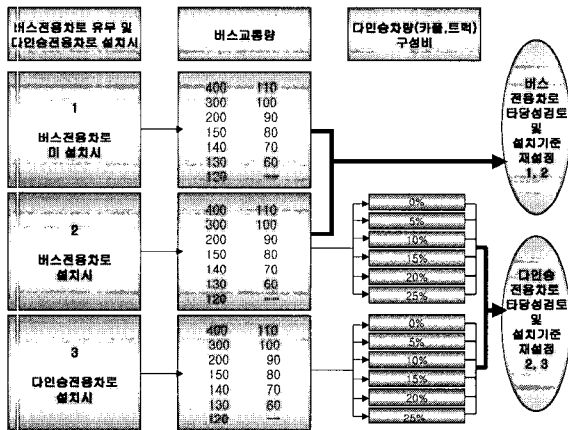 버스전용차로 유무 및
다인승전용차로 설치시
버스교통량
다인승차량(카풀,트럭)
구성비
1
버스전용차로
미 설치시
400 110
300 100
200 90
150 80
140 70
130 60
120 ---
버스
전용차로
타당성검토
및
설치기준
재설정
1, 2
2
버스전용차로
설치시
400 110
300 100
200 90
150 80
140 70
130 60
120 ---
0%
5%
10%
15%
20%
25%
3
다인승전용차로
설치시
400 110
300 100
200 90
150 80
140 70
130 60
120 ---
0%
5%
10%
15%
20%
25%
다인승
전용차로
타당성검토
및
설치기준
재설정
2, 3